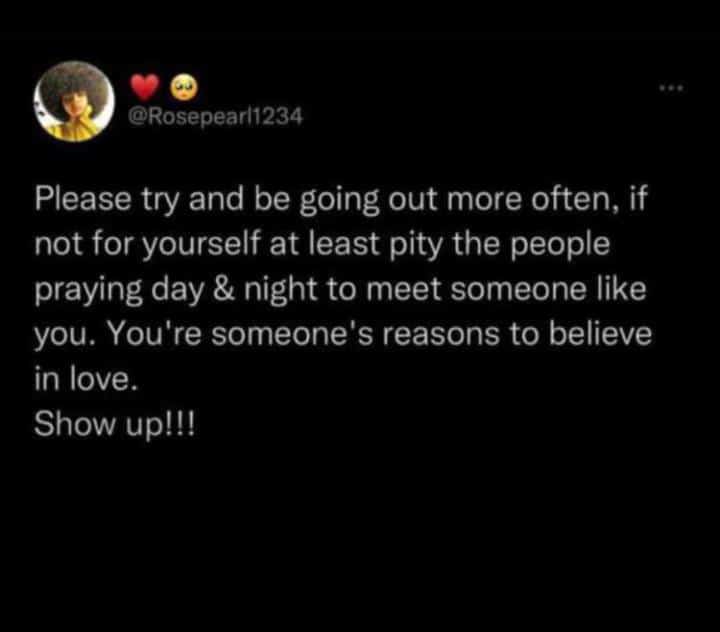 ❤️ 🥺
@Rosepearl1234
Please try and be going out more often, if
not for yourself at least pity the people
praying day & night to meet someone like
you. You're someone's reasons to believe
in love.
Show up!!!